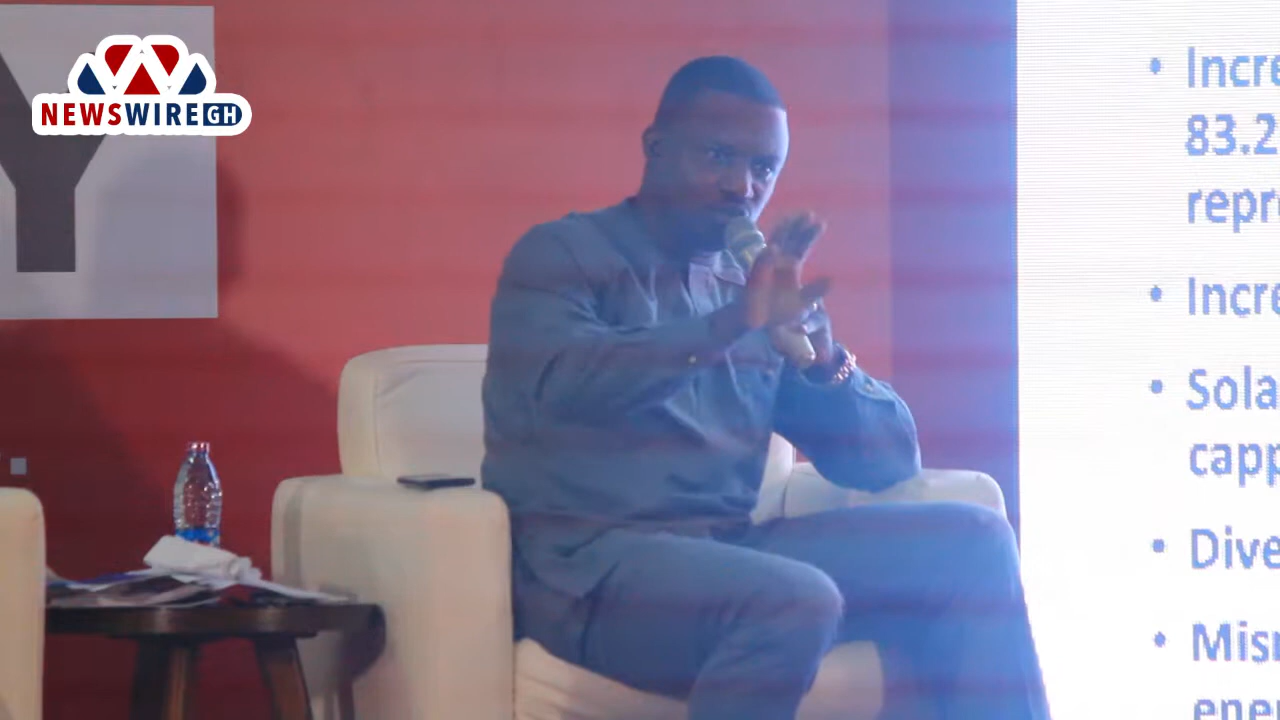 NEWSWIREGH
Y
Incre
83.2
repr
Incre
Sola
capp
Dive
Mism
ener